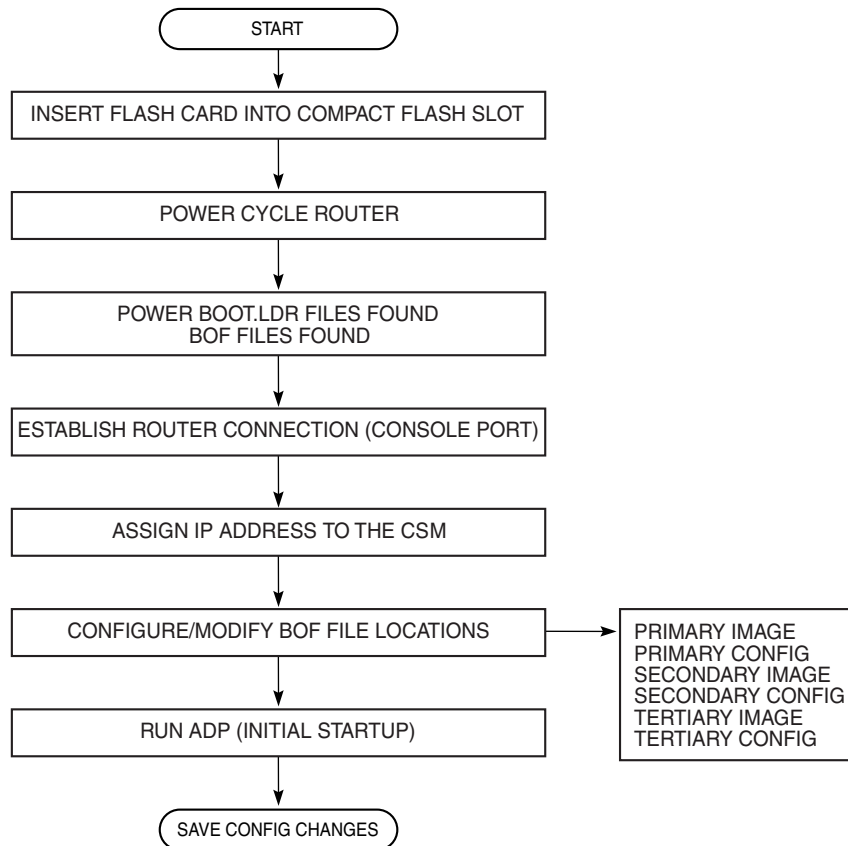 START
INSERT FLASH CARD INTO COMPACT FLASH SLOT
POWER CYCLE ROUTER
POWER BOOT.LDR FILES FOUND
BOF FILES FOUND
ESTABLISH ROUTER CONNECTION (CONSOLE PORT)
ASSIGN IP ADDRESS TO THE CSM
CONFIGURE/MODIFY BOF FILE LOCATIONS
PRIMARY IMAGE
PRIMARY CONFIG
SECONDARY IMAGE
SECONDARY CONFIG
TERTIARY IMAGE
TERTIARY CONFIG
RUN ADP (INITIAL STARTUP)
SAVE CONFIG CHANGES